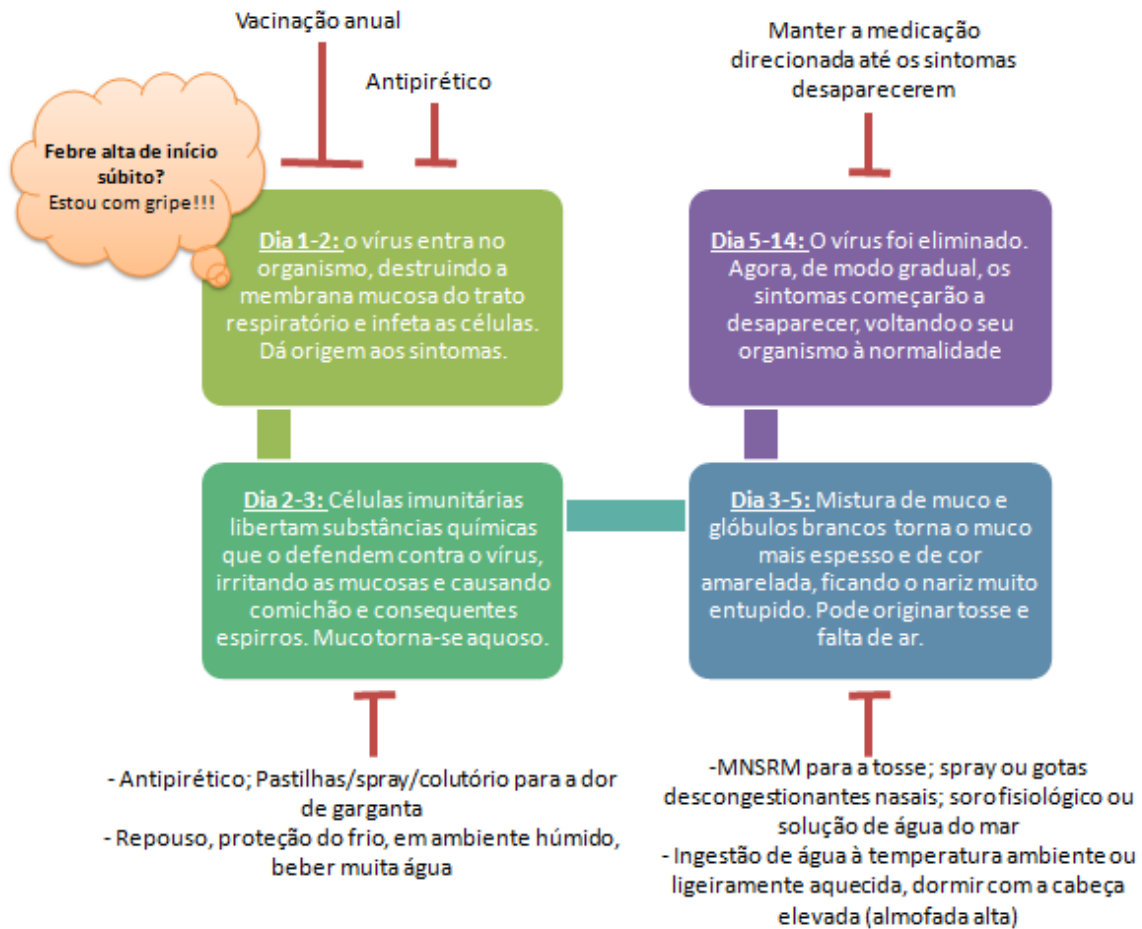 Vacinação anual
Antipirético
Manter a medicação
direcionada até os sintomas
desaparecerem
Febre alta de início
súbito?
Estou com gripe!!!
Dia 1-2: o vírus entra no
organismo, destruindo a
membrana mucosa do trato
respiratório e infeta as células.
Dá origem aos sintomas.
Dia 5-14: O vírus foi eliminado.
Agora, de modo gradual, os
sintomas começarão a
desaparecer, voltando o seu
organismo à normalidade
Dia 2-3: Células imunitárias
libertam substâncias químicas
que o defendem contra o vírus,
irritando as mucosas e causando
comichão e consequentes
espirros. Muco torna-se aquoso.
Dia 3-5: Mistura de muco e
glóbulos brancos torna o muco
mais espesso e de cor
amarelada, ficando o nariz muito
entupido. Pode originar tosse e
falta de ar.
- Antipirético; Pastilhas/spray/colutório para a dor
de garganta
- Repouso, proteção do frio, em ambiente húmido,
beber muita água
-MNSRM para a tosse; spray ou gotas
descongestionantes nasais; soro fisiológico ou
solução de água do mar
- Ingestão de água à temperatura ambiente ou
ligeiramente aquecida, dormir com a cabeça
elevada (almofada alta)